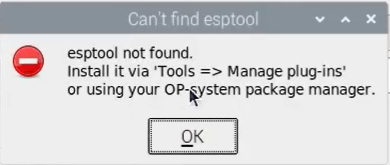 Can't find esptool
esptool not found.
Install it via 'Tools => Manage plug-ins'
or using your OP-system package manager.
OK